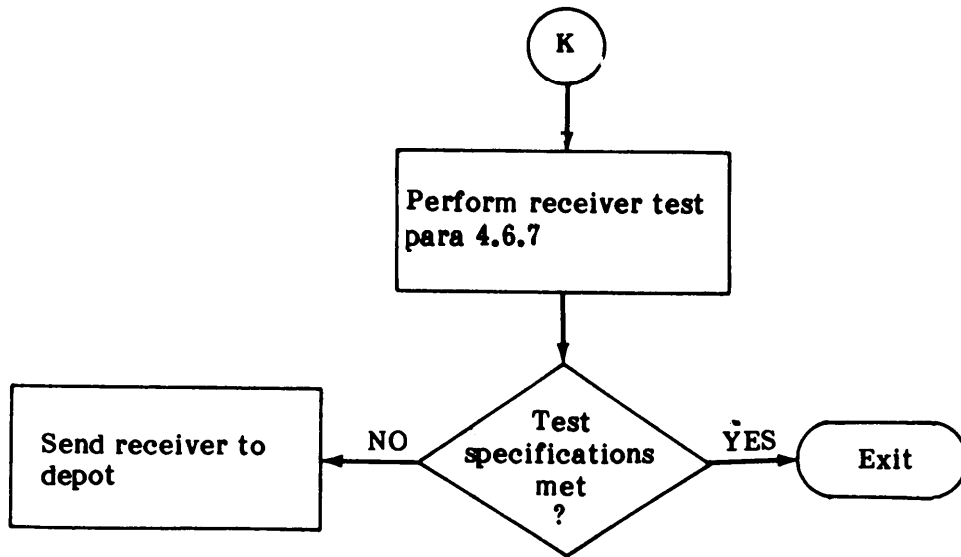 K
Perform receiver test
para 4.6.7
Test
specifications
met
?
NO
YES
Send receiver to
depot
Exit